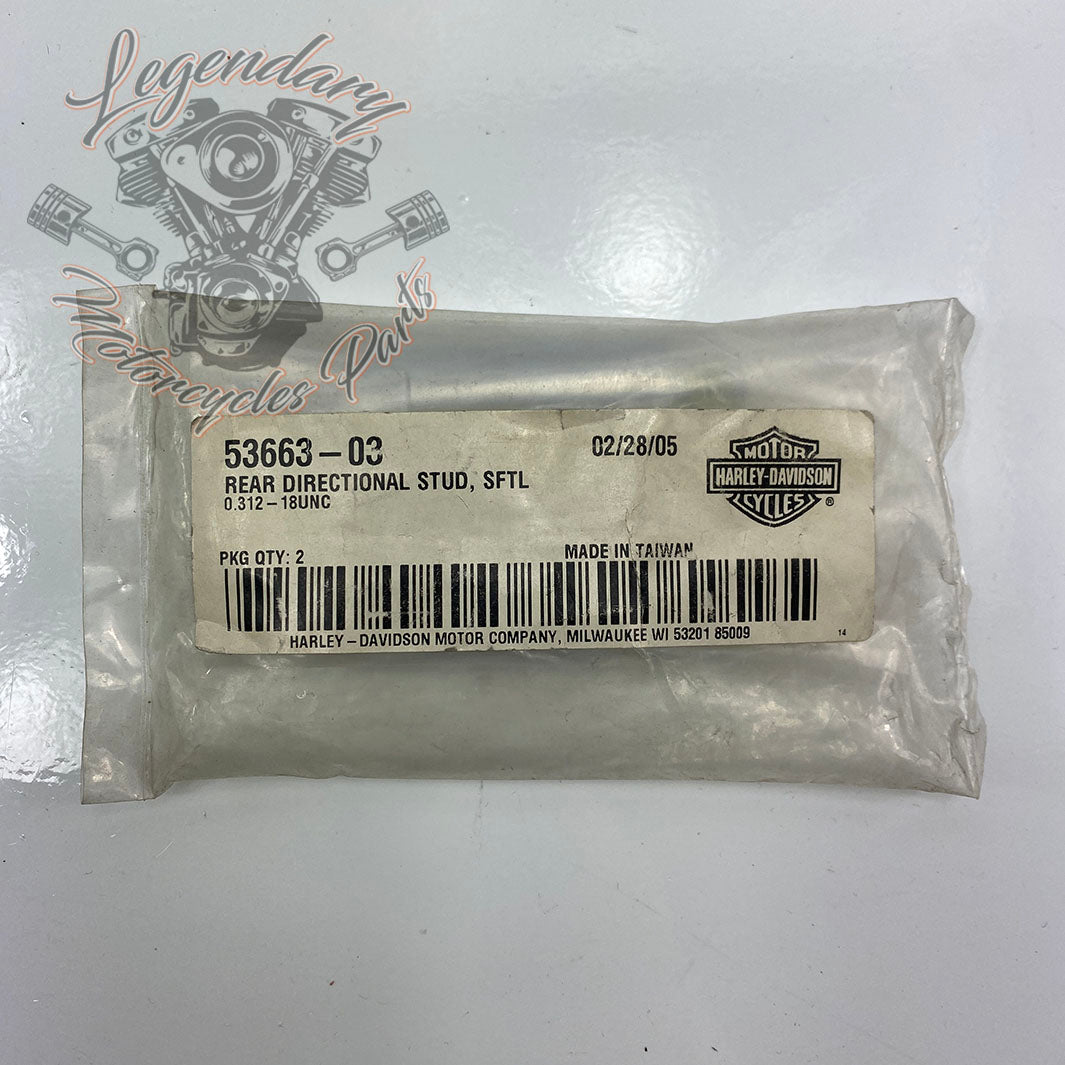 Legendary
Motorcycles Parts
53663-03
02/28/05
REAR DIRECTIONAL STUD, SFTL
0.312-18UNC
MOTOR
HARLEY-DAVIDSON
CYCLES
®
PKG QTY: 2
MADE IN TAIWAN
HARLEY-DAVIDSON MOTOR COMPANY, MILWAUKEE WI 53201 85009
14